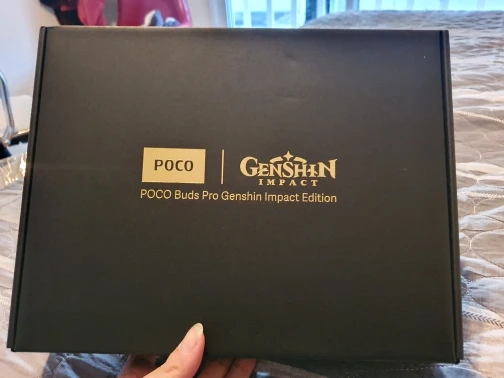 POCO
GENSHIN
IMPACT
POCO Buds Pro Genshin Impact Edition